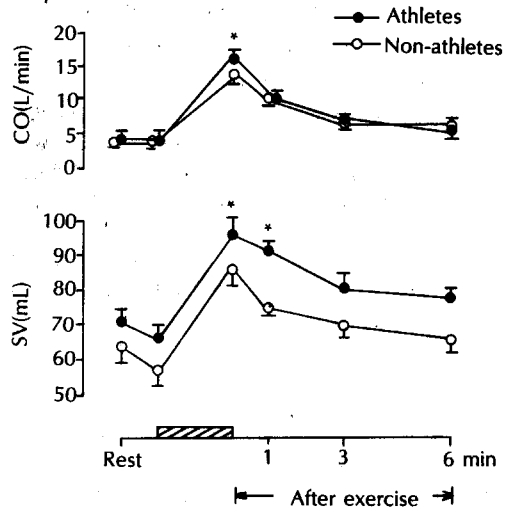 Athletes
Non-athletes
CO(L/min)
20
15
10
5
0
*
SV(mL)
100
90
80
70
60
50
*
*
Rest 1 3 6 min
After exercise